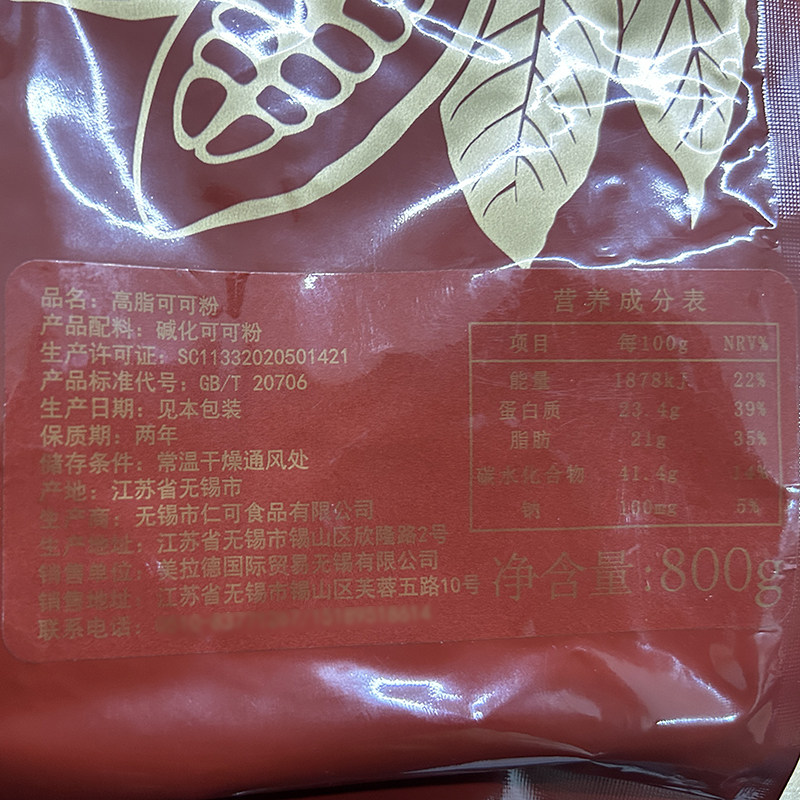 品名：高脂可可粉
产品配料：碱化可可粉
生产许可证：SC11332020501421
产品标准代号：GB/T 20706
生产日期：见本包装
保质期：两年
储存条件：常温干燥通风处
产地：江苏省无锡市
生产商：无锡市仁可食品有限公司
生产地址：江苏省无锡市锡山区欣隆路2号
销售单位：美拉德国际贸易无锡有限公司
销售地址：江苏省无锡市锡山区芙蓉五路10号
联系电话：
营养成分表
项目 每100g NRV%
能量 1878kJ 22%
蛋白质 23.4g 39%
脂肪 21g 35%
碳水化合物 41.4g 14%
钠 100mg 5%
净含量:800g